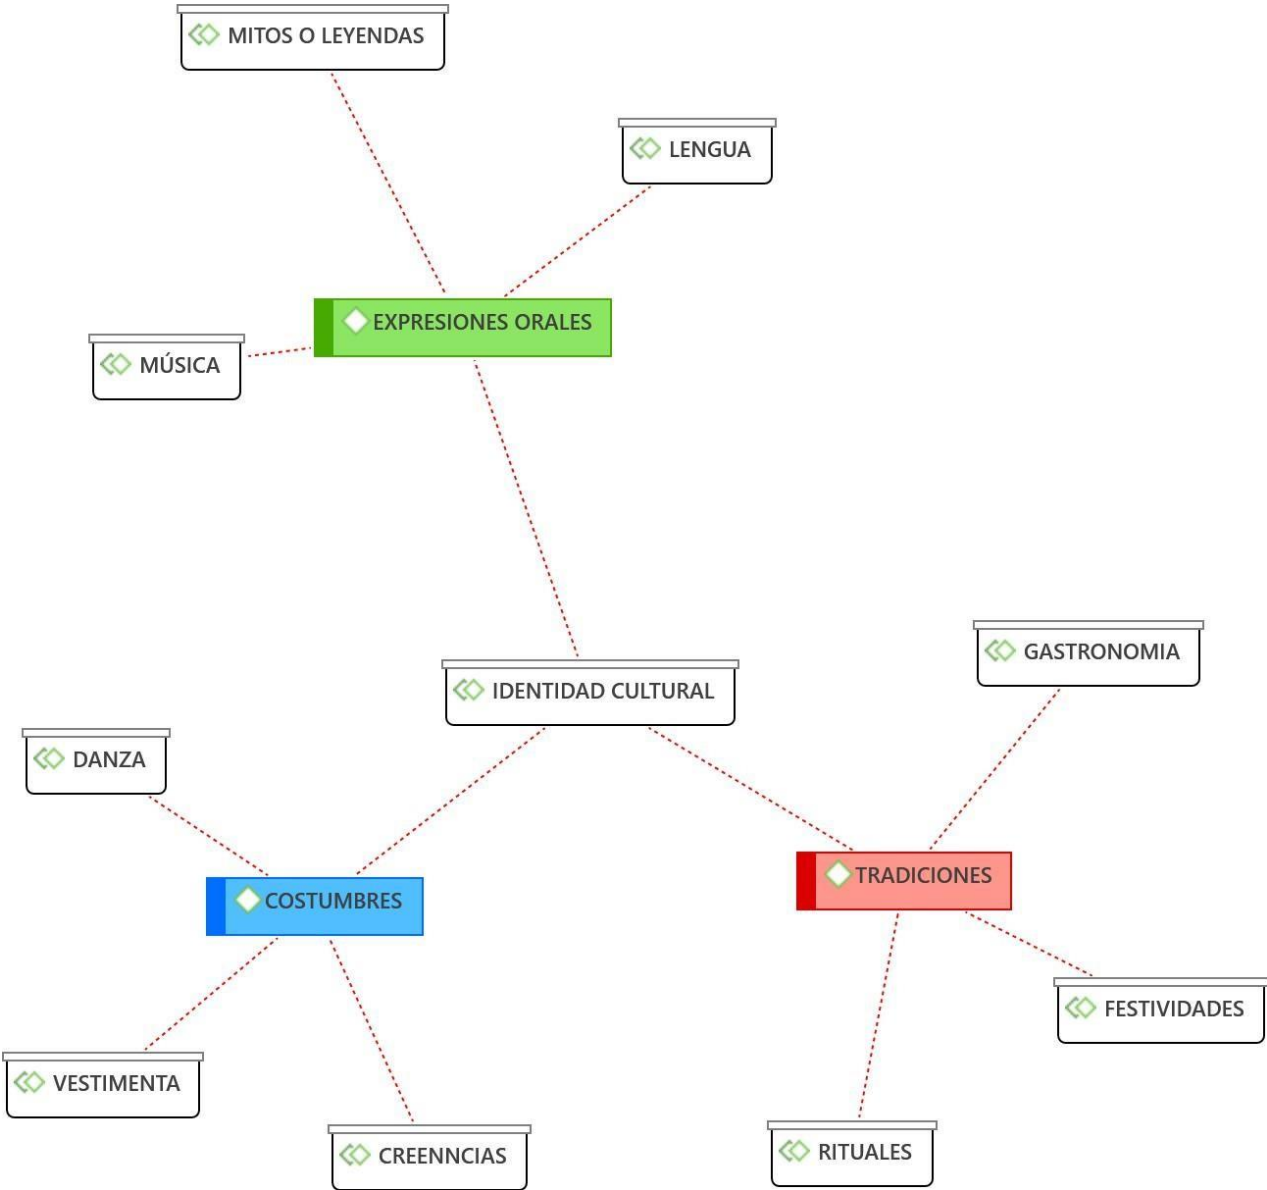 MITOS O LEYENDAS
LENGUA
EXPRESIONES ORALES
MÚSICA
GASTRONOMIA
IDENTIDAD CULTURAL
DANZA
TRADICIONES
COSTUMBRES
FESTIVIDADES
VESTIMENTA
RITUALES
CREENNCIAS